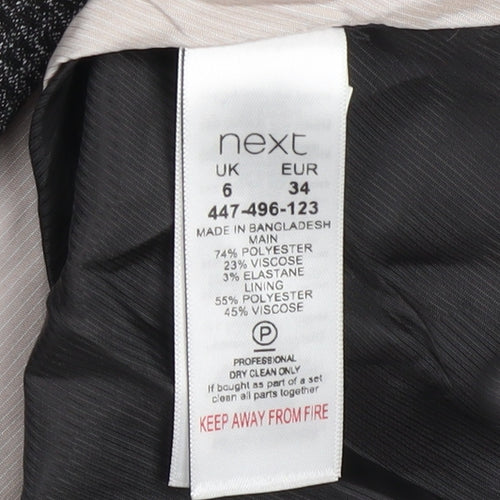 next
UK EUR
6 34
447-496-123
MADE IN BANGLADESH
MAIN
74% POLYESTER
23% VISCOSE
3% ELASTANE
LINING
55% POLYESTER
45% VISCOSE
P
PROFESSIONAL
DRY CLEAN ONLY
If bought as part of a set
clean all parts together
KEEP AWAY FROM FIRE